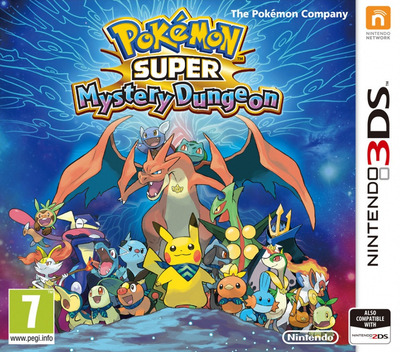 The Pokémon Company
POKéMON
SUPER
Mystery Dungeon
NINTENDO
NETWORK
NINTENDO 3DS
7
www.pegi.info
Nintendo
ALSO
COMPATIBLE
WITH
NINTENDO 2DS